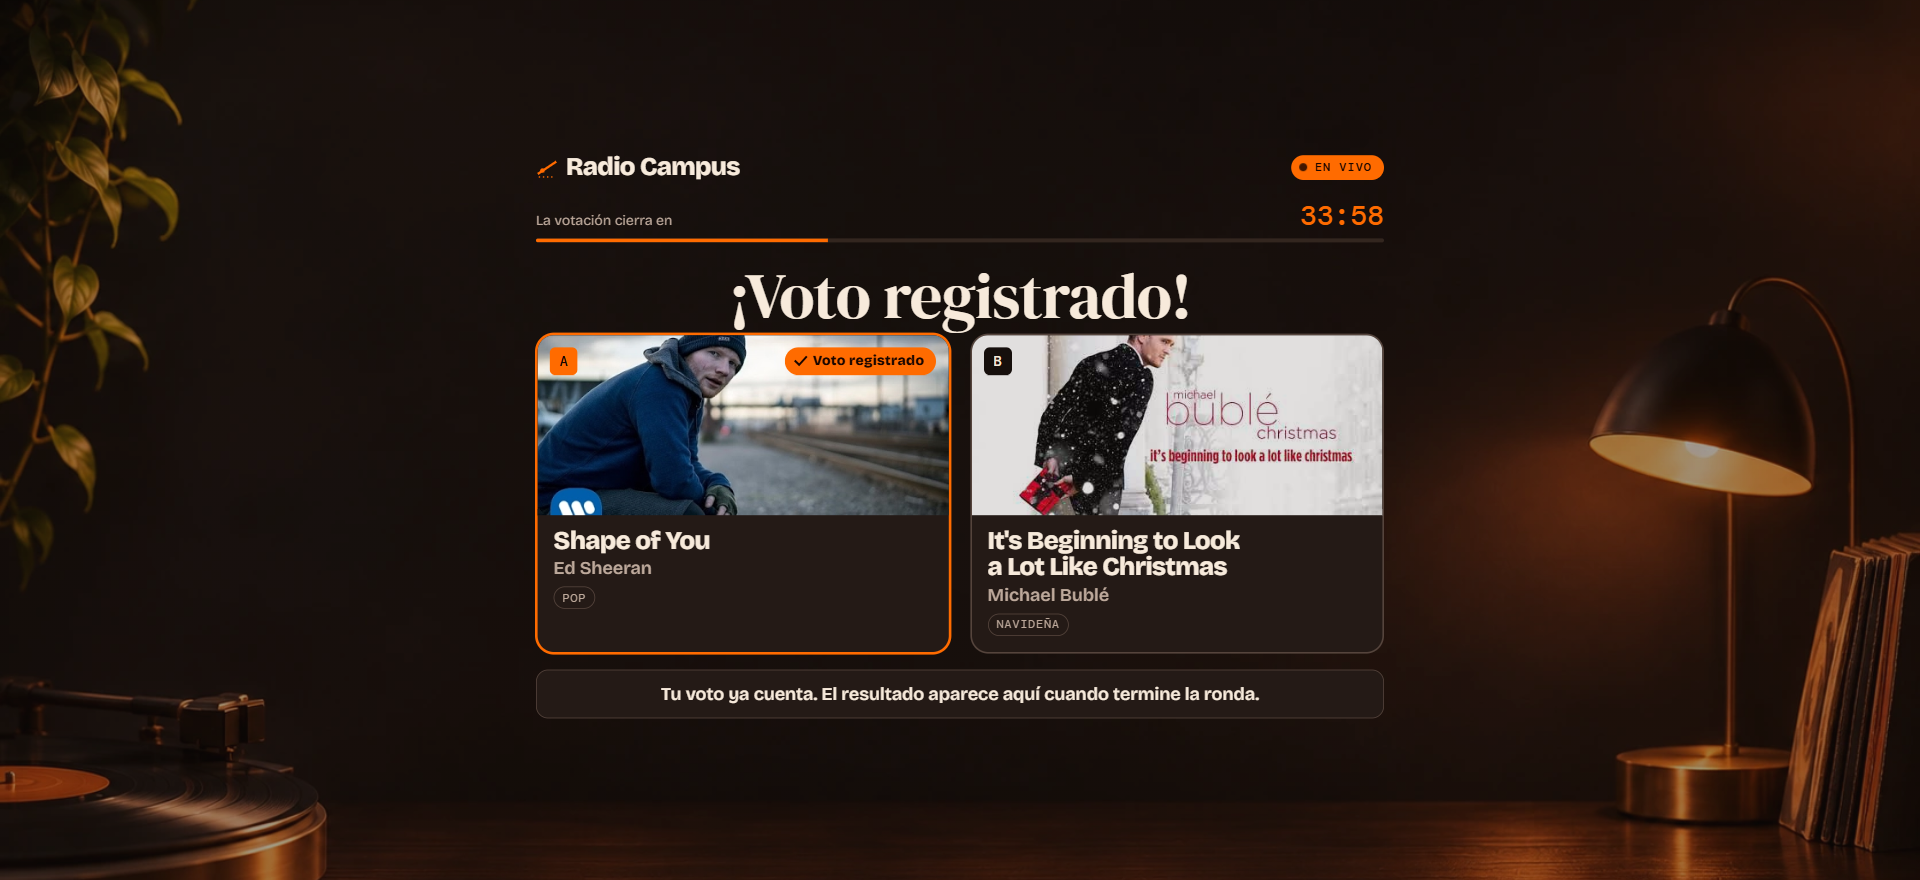 Radio Campus
EN VIVO
La votación cierra en
33:58
¡Voto registrado!
A
✓ Voto registrado
B
michael
bublé
christmas
it's beginning to look a lot like christmas
Shape of You
Ed Sheeran
POP
It's Beginning to Look
a Lot Like Christmas
Michael Bublé
NAVIDEÑA
Tu voto ya cuenta. El resultado aparece aquí cuando termine la ronda.